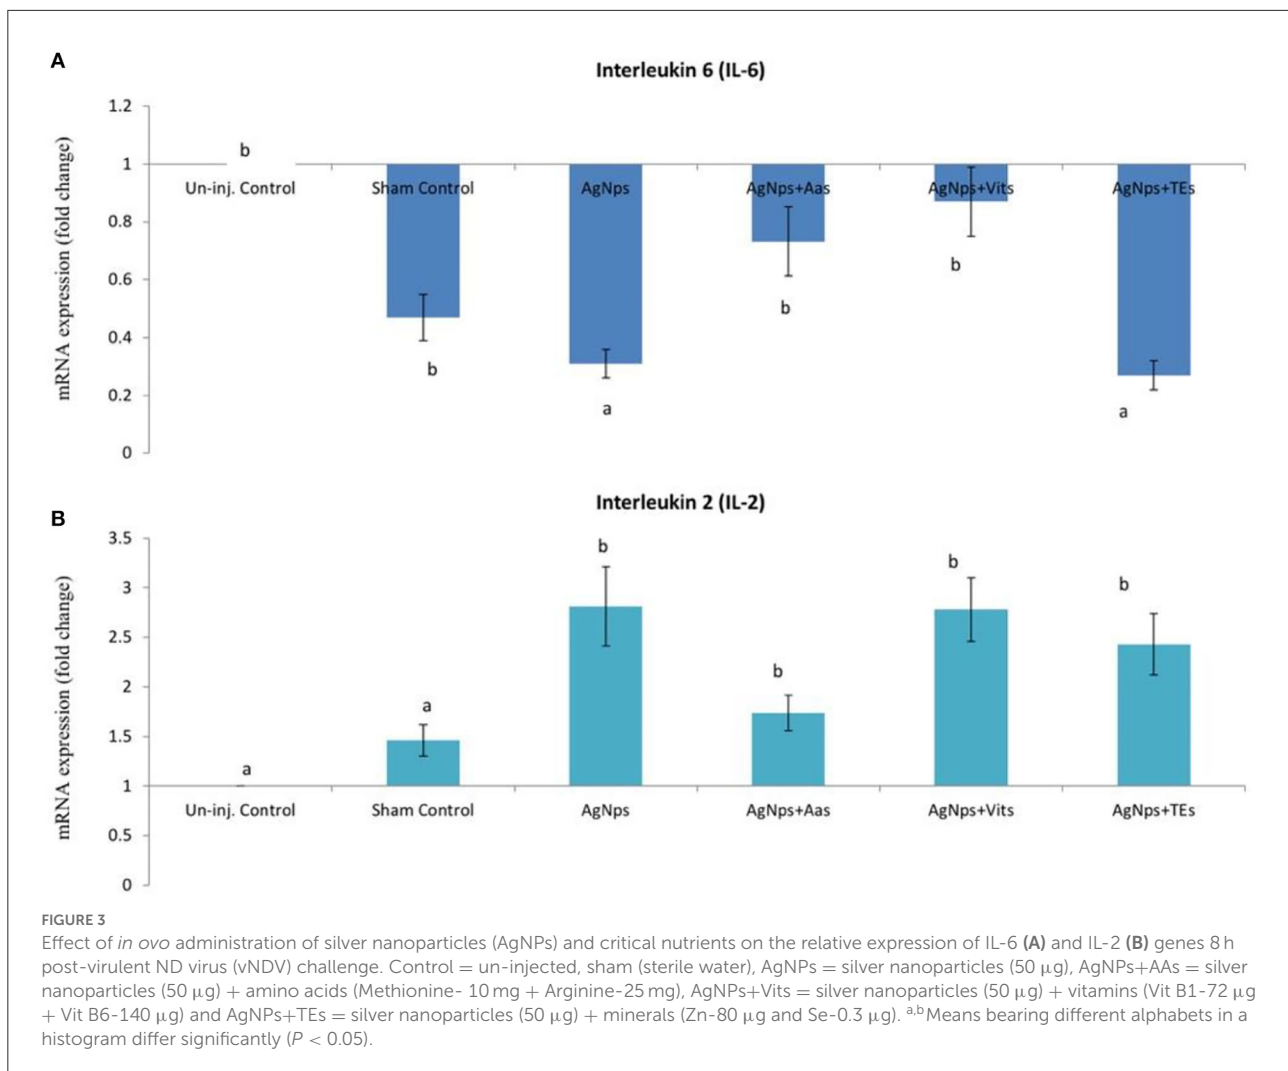 A
Interleukin 6 (IL-6)
mRNA expression (fold change)
1.2
1
0.8
0.6
0.4
0.2
0
b
b
a
b
b
a
Un-inj. Control
Sham Control
AgNps
AgNps+Aas
AgNps+Vits
AgNps+TEs
B
Interleukin 2 (IL-2)
mRNA expression (fold change)
3.5
3
2.5
2
1.5
1
0.5
0
a
a
b
b
b
b
Un-inj. Control
Sham Control
AgNps
AgNps+Aas
AgNps+Vits
AgNps+TEs
FIGURE 3
Effect of in ovo administration of silver nanoparticles (AgNPs) and critical nutrients on the relative expression of IL-6 (A) and IL-2 (B) genes 8 h
post-virulent ND virus (vNDV) challenge. Control = un-injected, sham (sterile water), AgNPs = silver nanoparticles (50 μg), AgNPs+AAs = silver
nanoparticles (50 μg) + amino acids (Methionine- 10 mg + Arginine-25 mg), AgNPs+Vits = silver nanoparticles (50 μg) + vitamins (Vit B1-72 μg
+ Vit B6-140 μg) and AgNPs+TEs = silver nanoparticles (50 μg) + minerals (Zn-80 μg and Se-0.3 μg). a,bMeans bearing different alphabets in a
histogram differ significantly (P < 0.05).